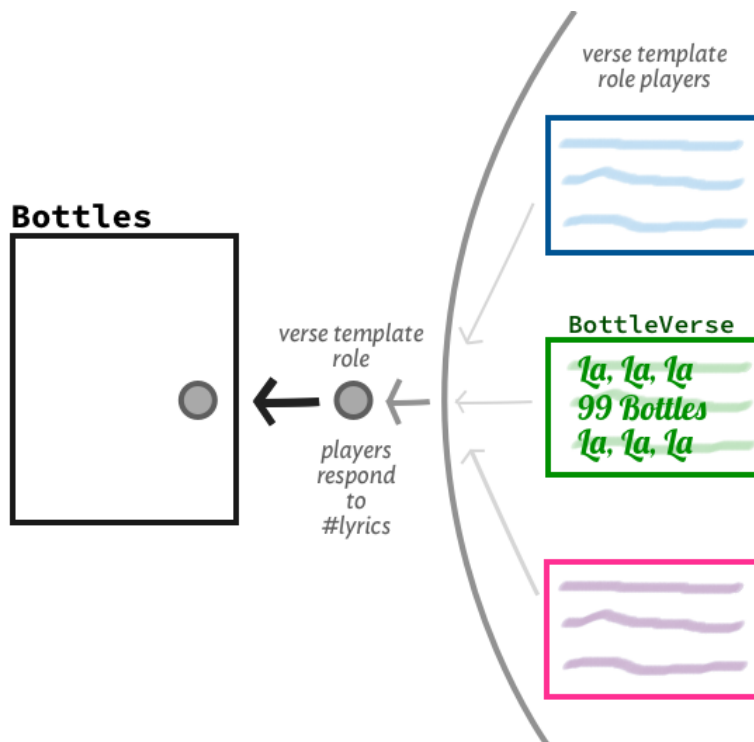 verse template
role players
Bottles
BottleVerse
La, La, La
99 Bottles
La, La, La
verse template
role
players
respond
to
#lyrics